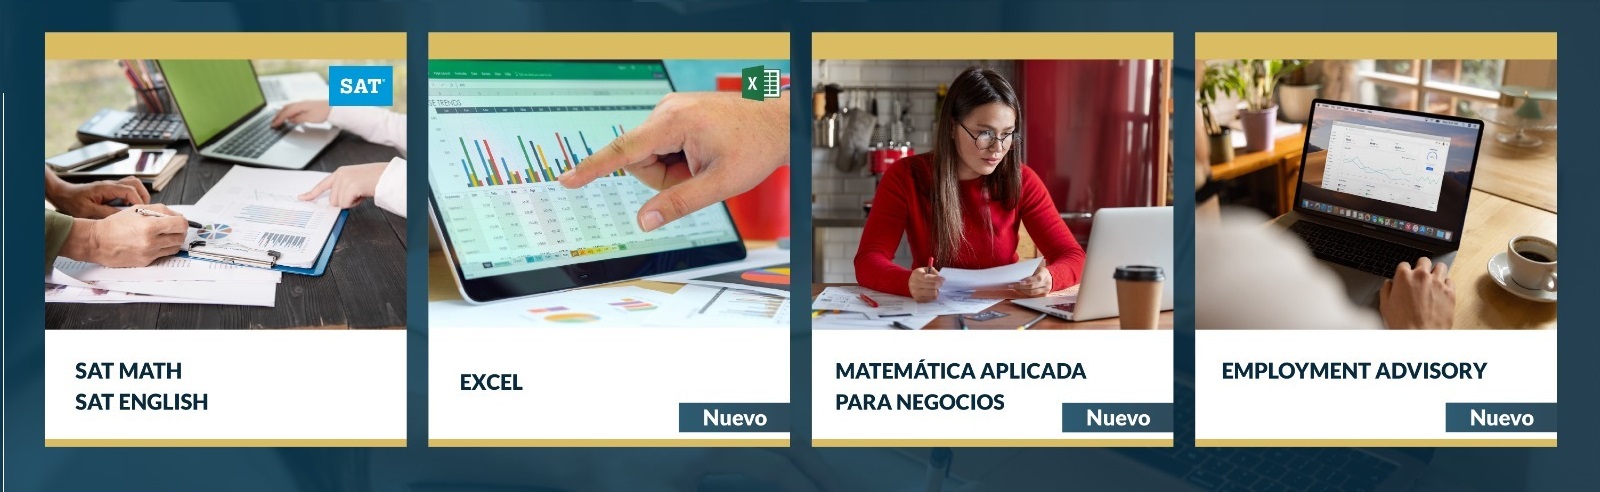 SAT
SAT MATH
SAT ENGLISH
X
EXCEL
Nuevo
MATEMÁTICA APLICADA
PARA NEGOCIOS
Nuevo
EMPLOYMENT ADVISORY
Nuevo